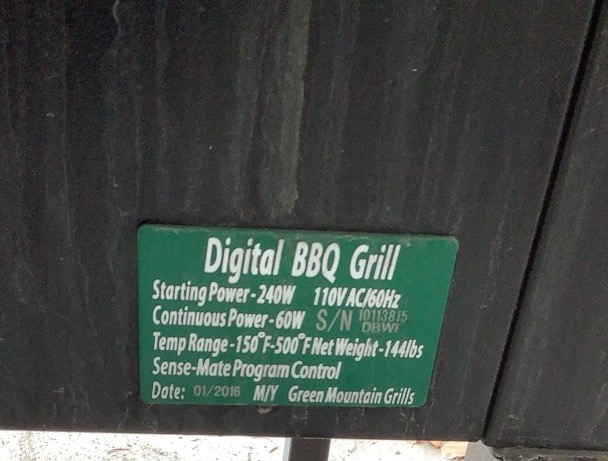 Digital BBQ Grill
Starting Power-240W 110V AC/60Hz
Continuous Power-60W S/N 10113815
DBWF
Temp Range-150°F-500°F Net Weight-144lbs
Sense-Mate Program Control
Date: 01/2016 M/Y Green Mountain Grills